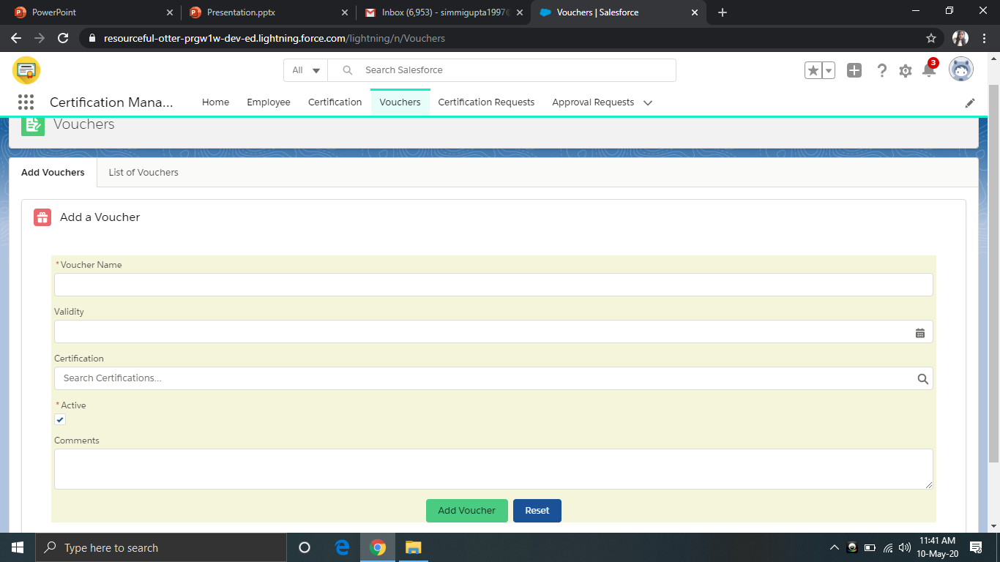 PowerPoint
Presentation.pptx
Inbox (6,953) - simmigupta1997
Vouchers | Salesforce
resourceful-otter-prgw1w-dev-ed.lightning.force.com/lightning/n/Vouchers
All
Search Salesforce
3
Certification Mana...
Home
Employee
Certification
Vouchers
Certification Requests
Approval Requests
Vouchers
Add Vouchers
List of Vouchers
Add a Voucher
*Voucher Name
Validity
Certification
Search Certifications...
*Active
Comments
Add Voucher
Reset
Type here to search
11:41 AM
10-May-20